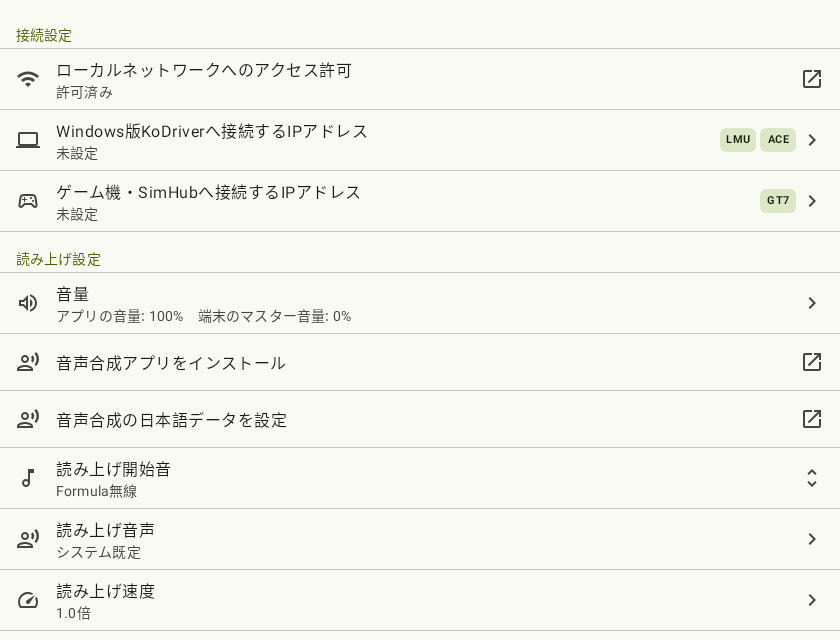 接続設定
ローカルネットワークへのアクセス許可
許可済み
Windows版KoDriverへ接続するIPアドレス
LMU ACE
未設定
ゲーム機・SimHubへ接続するIPアドレス
GT7
未設定
読み上げ設定
音量
アプリの音量: 100%　端末のマスター音量: 0%
音声合成アプリをインストール
音声合成の日本語データを設定
読み上げ開始音
Formula無線
読み上げ音声
システム既定
読み上げ速度
1.0倍